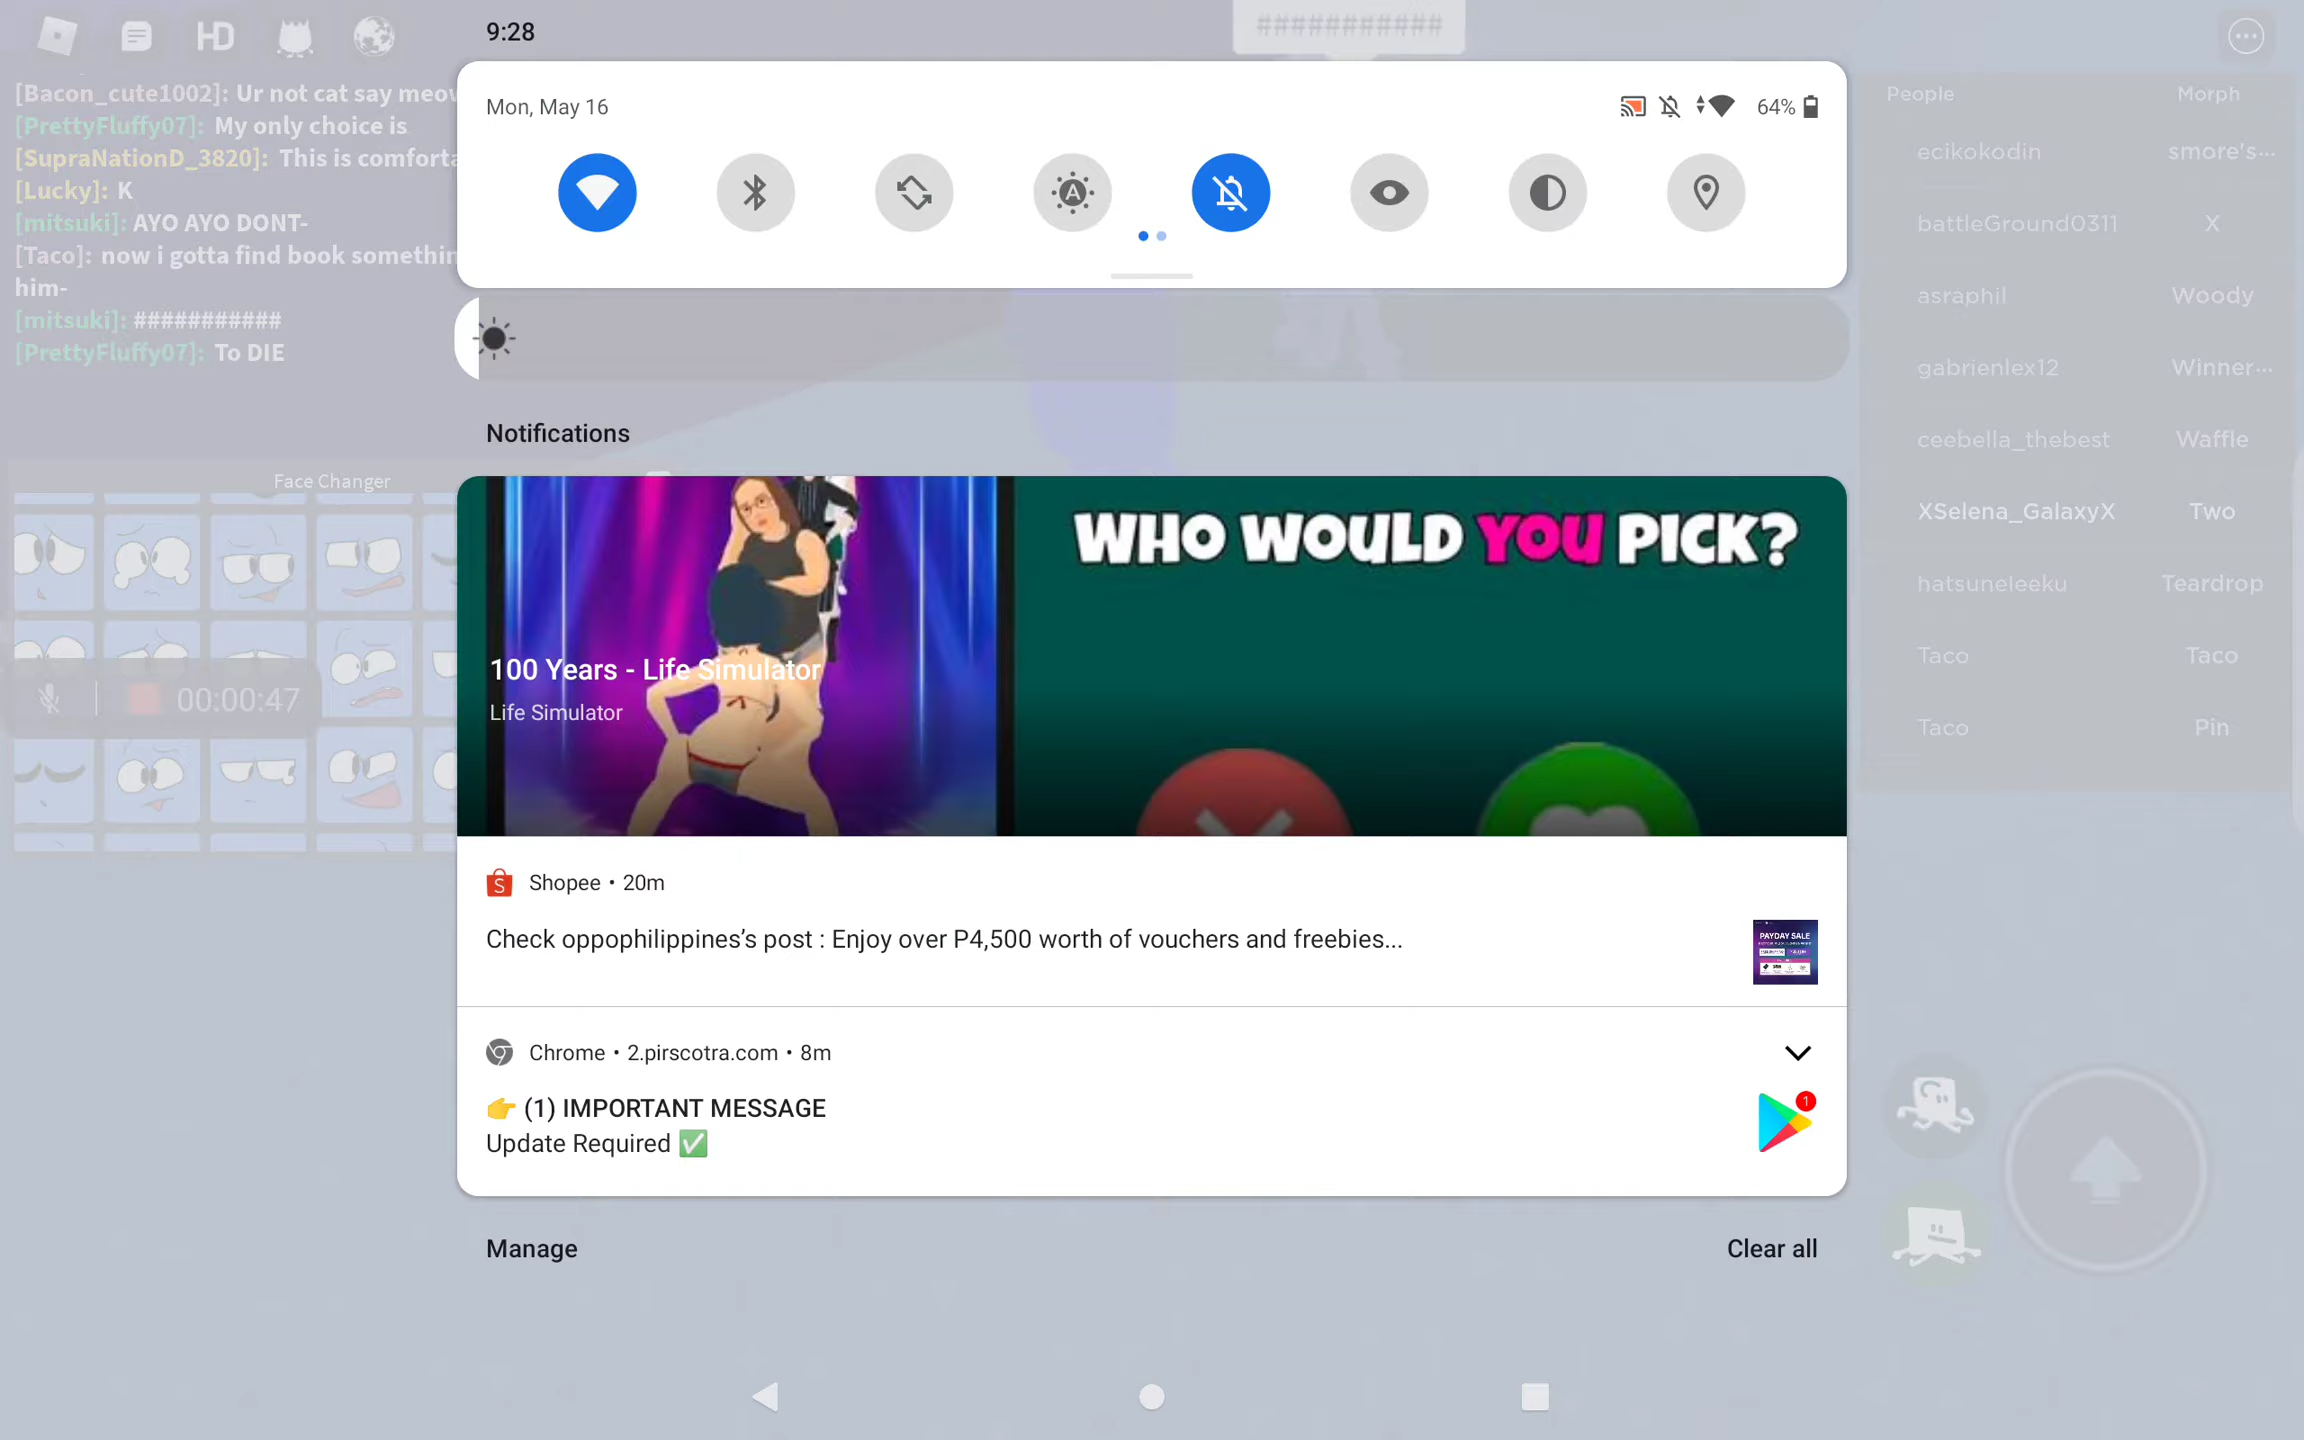 HD
9:28
###########
[Bacon_cute1002]: Ur not cat say meow
[PrettyFluffy07]: My only choice is
[SupraNationD_3820]: This is comforta
[Lucky]: K
[mitsuki]: AYO AYO DONT-
[Taco]: now i gotta find book somethin
him-
[mitsuki]: ###########
[PrettyFluffy07]: To DIE
Mon, May 16
64%
A
People Morph
ecikokodin smore's...
battleGround0311 X
asraphil Woody
gabrienlex12 Winner...
ceebella_thebest Waffle
XSelena_GalaxyX Two
hatsuneleeku Teardrop
Taco Taco
Taco Pin
Face Changer
00:00:47
Notifications
WHO WOULD YOU PICK?
100 Years - Life Simulator
Life Simulator
Shopee • 20m
Check oppophilippines’s post : Enjoy over P4,500 worth of vouchers and freebies...
PAYDAY SALE
Chrome • 2.pirscotra.com • 8m
👉 (1) IMPORTANT MESSAGE
Update Required ✅
1
Manage
Clear all